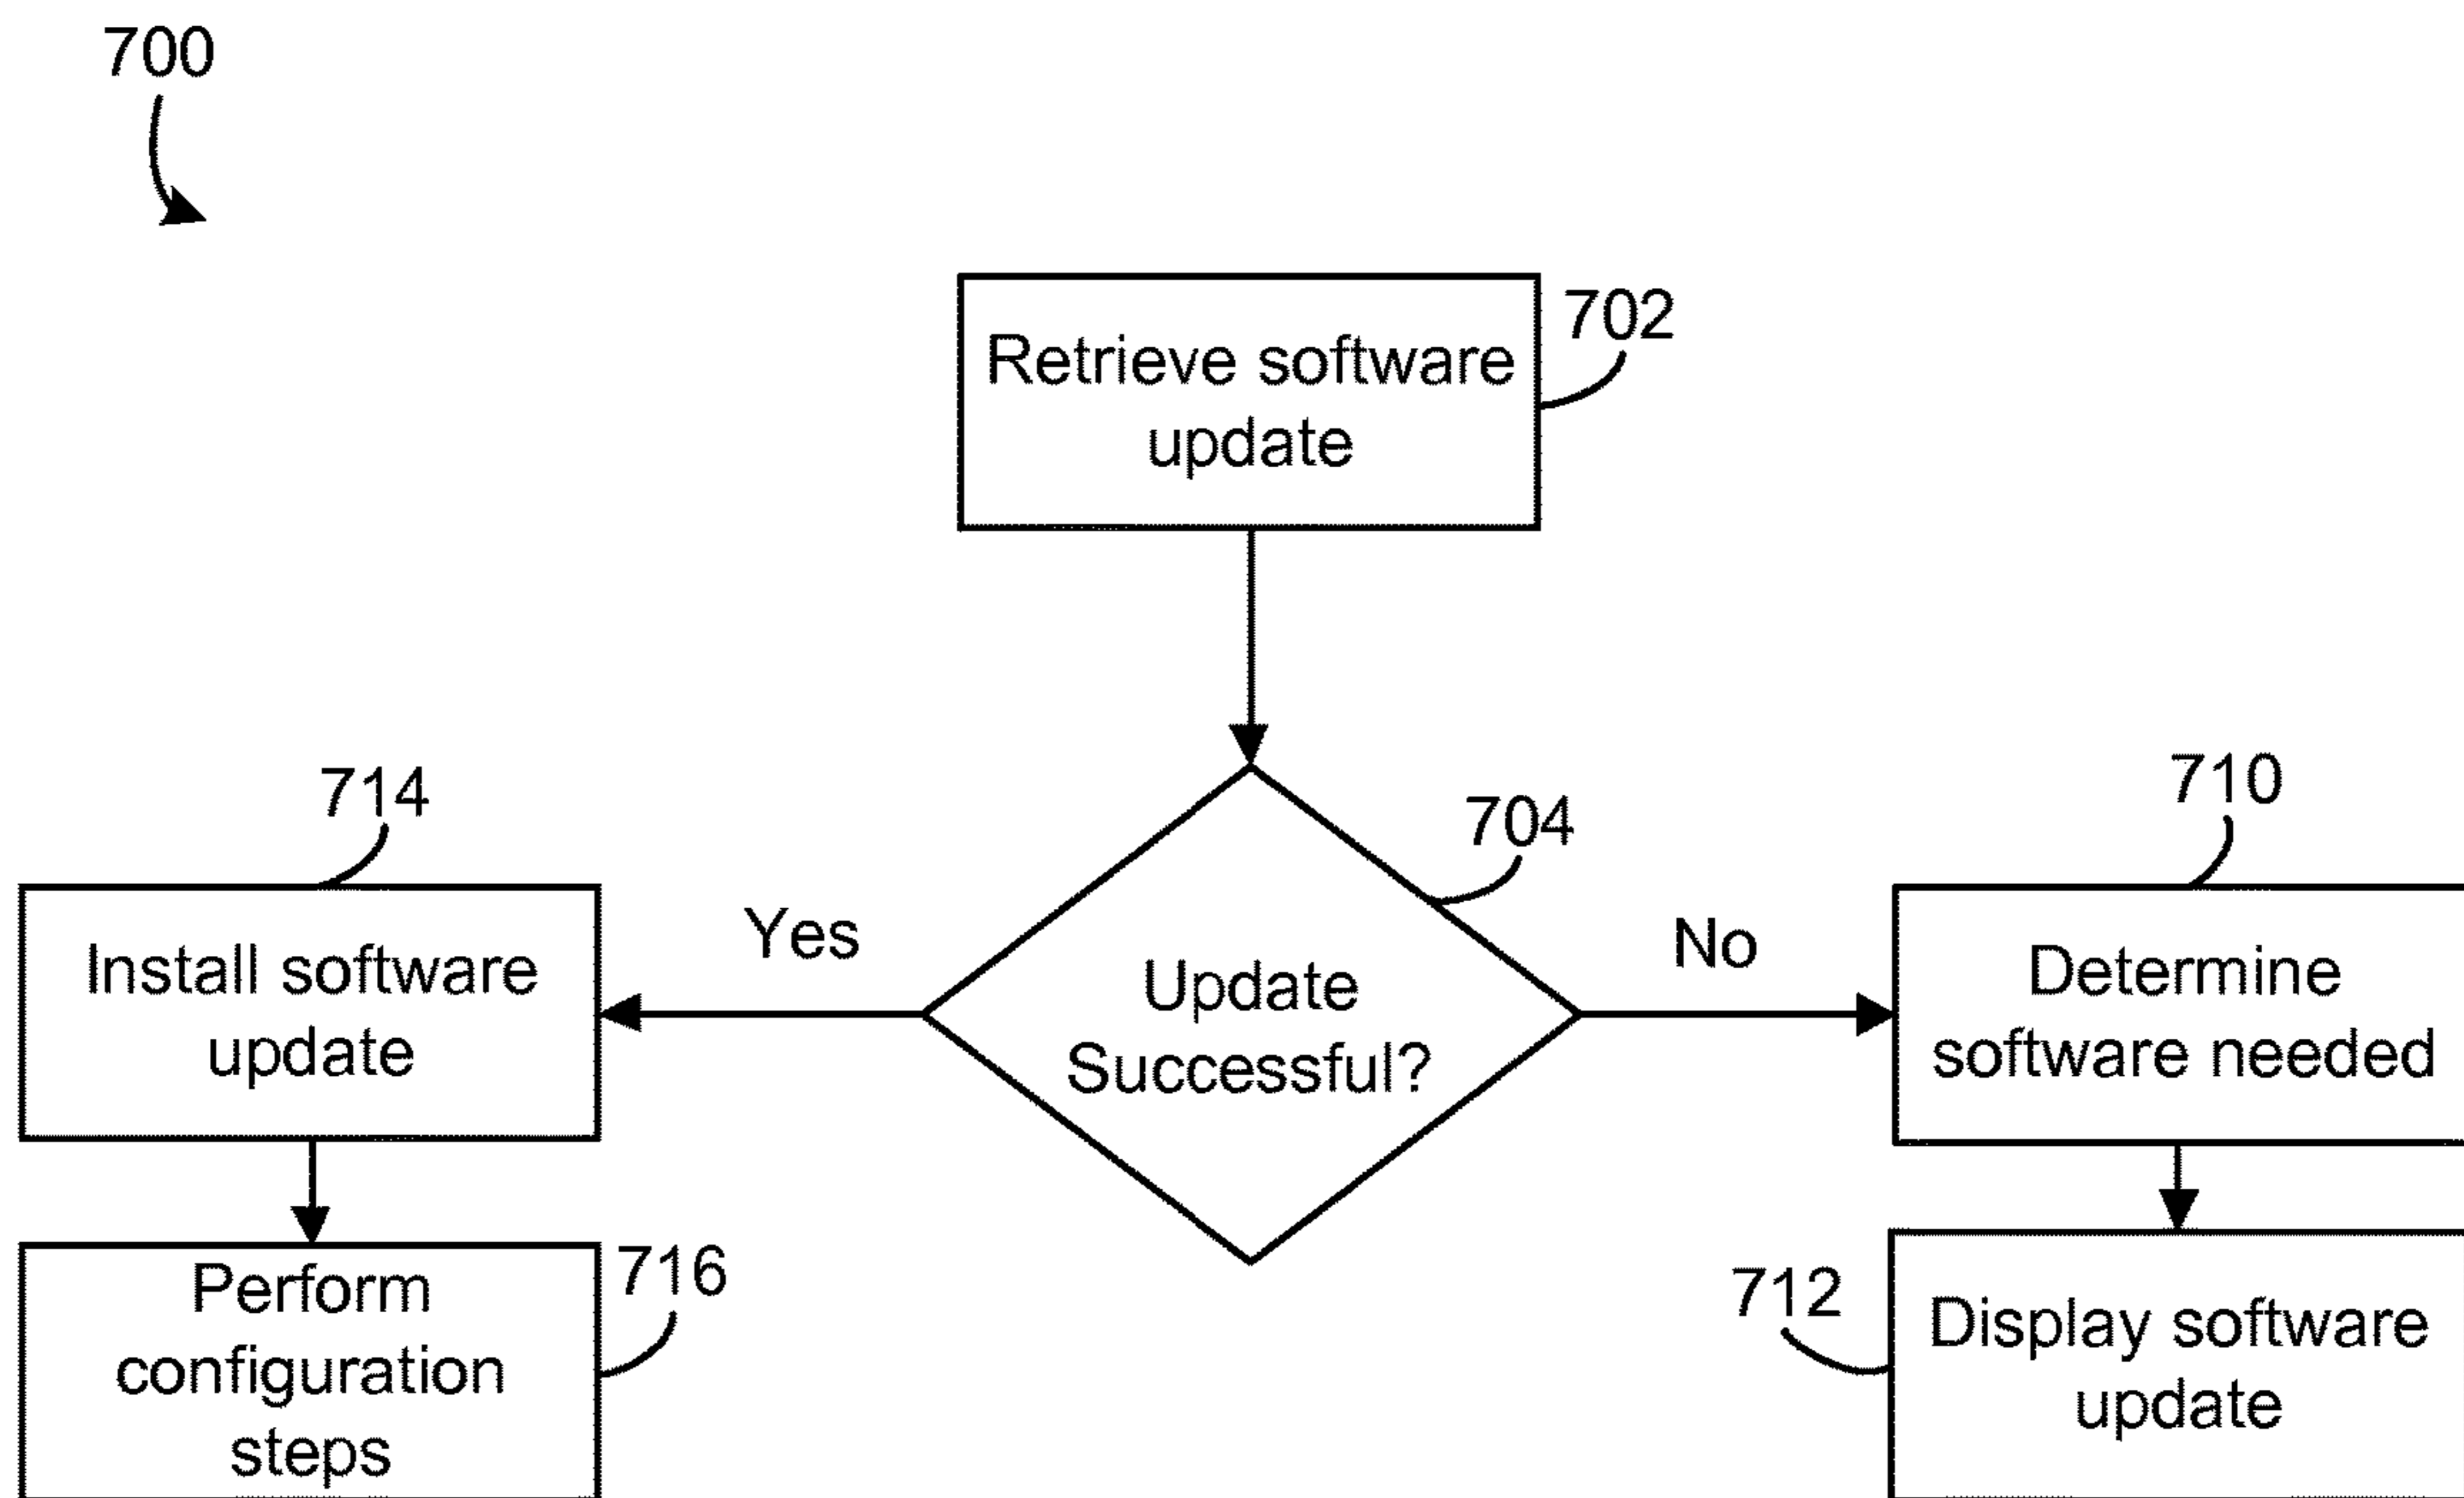 700
702
Retrieve software
update
714
704
710
Yes
No
Install software
update
Update
Successful?
Determine
software needed
716
712
Perform
configuration
steps
Display software
update